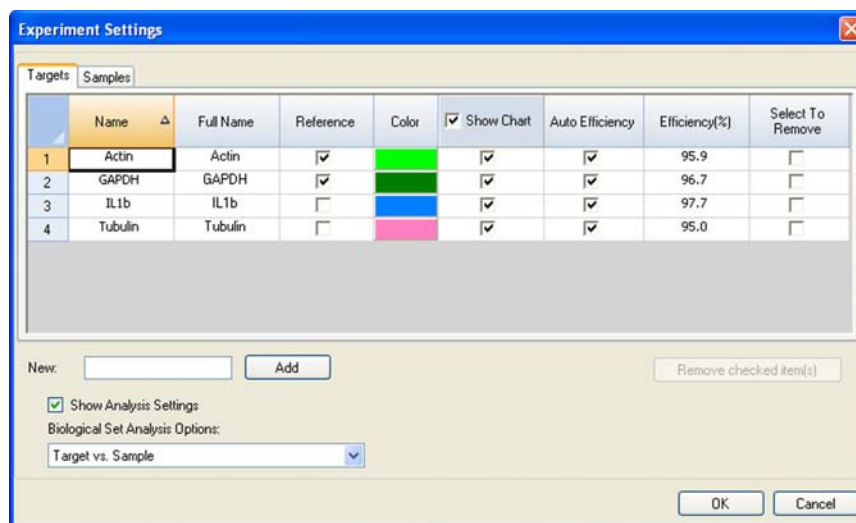 Experiment Settings
Targets Samples
Name Full Name Reference Color Show Chart Auto Efficiency Efficiency(%) Select To Remove
1 Actin Actin 95.9
2 GAPDH GAPDH 96.7
3 IL1b IL1b 97.7
4 Tubulin Tubulin 95.0
New: Add Remove checked item(s)
Show Analysis Settings
Biological Set Analysis Options:
Target vs. Sample
OK Cancel